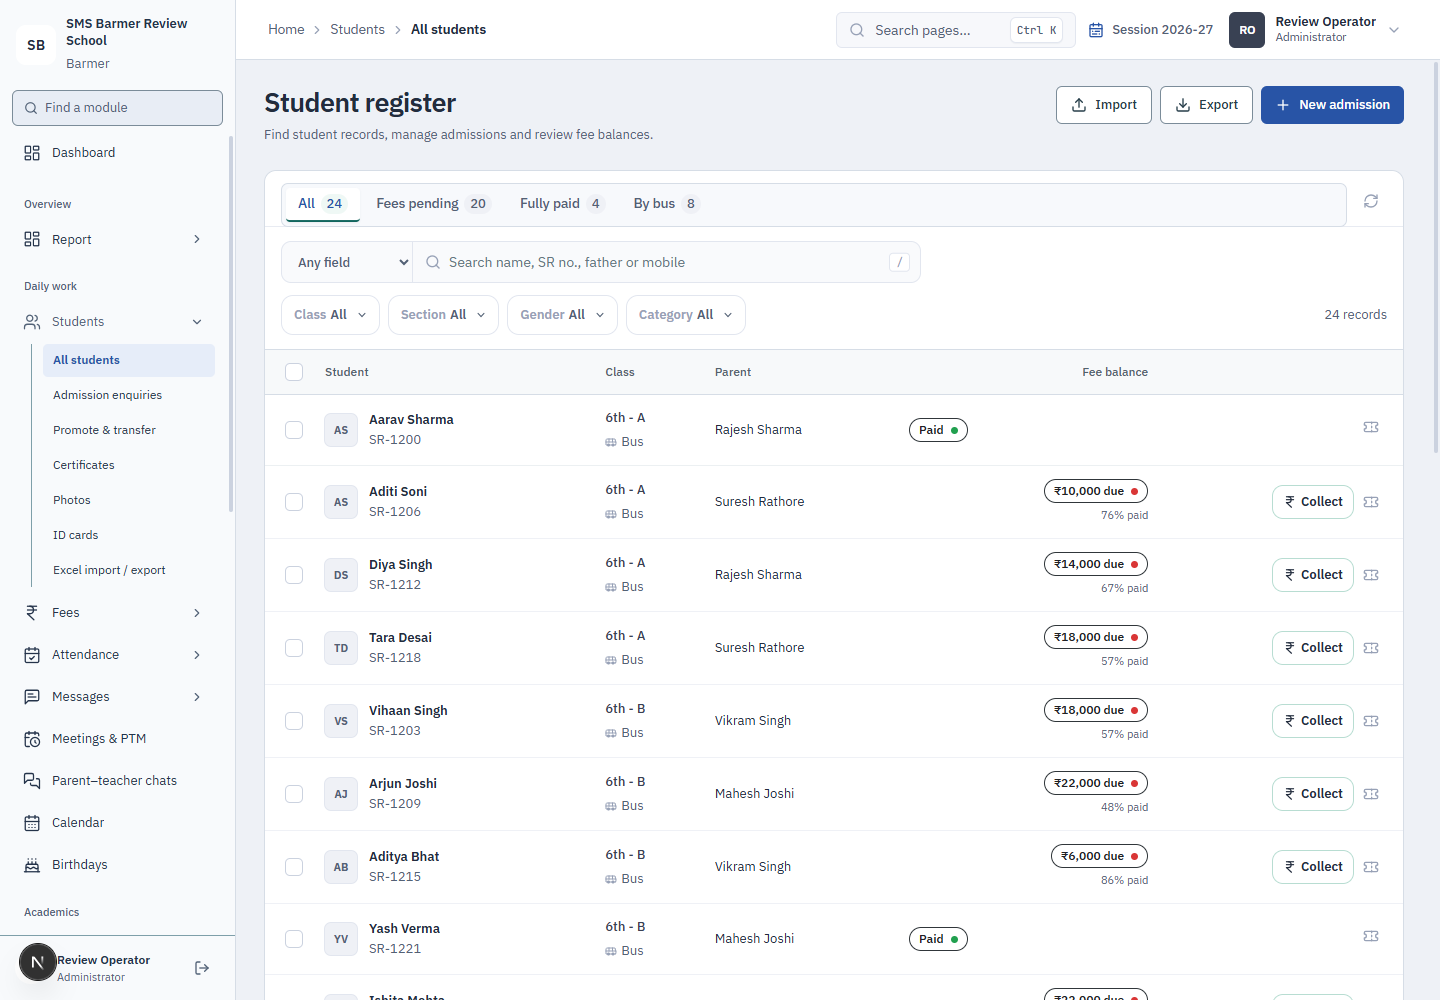 SB
SMS Barmer Review
School
Barmer
Find a module
Dashboard
Overview
Report
Daily work
Students
All students
Admission enquiries
Promote & transfer
Certificates
Photos
ID cards
Excel import / export
Fees
Attendance
Messages
Meetings & PTM
Parent–teacher chats
Calendar
Birthdays
Academics
N
Review Operator
Administrator
Home > Students > All students
Search pages... Ctrl K
Session 2026-27
RO
Review Operator
Administrator
Student register
Find student records, manage admissions and review fee balances.
Import
Export
New admission
All 24
Fees pending 20
Fully paid 4
By bus 8
Any field
Search name, SR no., father or mobile /
Class All
Section All
Gender All
Category All
24 records
Student Class Parent Fee balance
AS Aarav Sharma 6th - A Rajesh Sharma Paid
SR-1200 Bus
AS Aditi Soni 6th - A Suresh Rathore ₹10,000 due ₹ Collect
SR-1206 Bus 76% paid
DS Diya Singh 6th - A Rajesh Sharma ₹14,000 due ₹ Collect
SR-1212 Bus 67% paid
TD Tara Desai 6th - A Suresh Rathore ₹18,000 due ₹ Collect
SR-1218 Bus 57% paid
VS Vihaan Singh 6th - B Vikram Singh ₹18,000 due ₹ Collect
SR-1203 Bus 57% paid
AJ Arjun Joshi 6th - B Mahesh Joshi ₹22,000 due ₹ Collect
SR-1209 Bus 48% paid
AB Aditya Bhat 6th - B Vikram Singh ₹6,000 due ₹ Collect
SR-1215 Bus 86% paid
YV Yash Verma 6th - B Mahesh Joshi Paid
SR-1221 Bus
Ishita Mehta ₹22,000 due